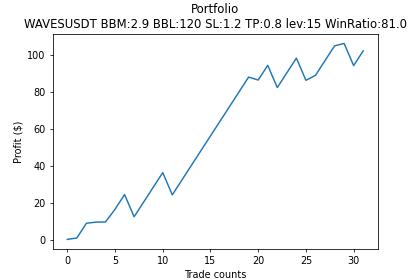 Portfolio
WAVESUSDT BBM:2.9 BBL:120 SL:1.2 TP:0.8 lev:15 WinRatio:81.0
100
80
60
40
20
0
Profit ($)
0 5 10 15 20 25 30
Trade counts